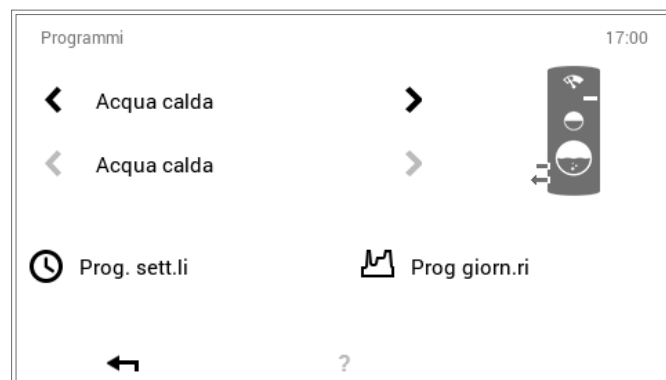 Programmi 17:00
Acqua calda
Acqua calda
Prog. sett.li Prog giorn.ri
?